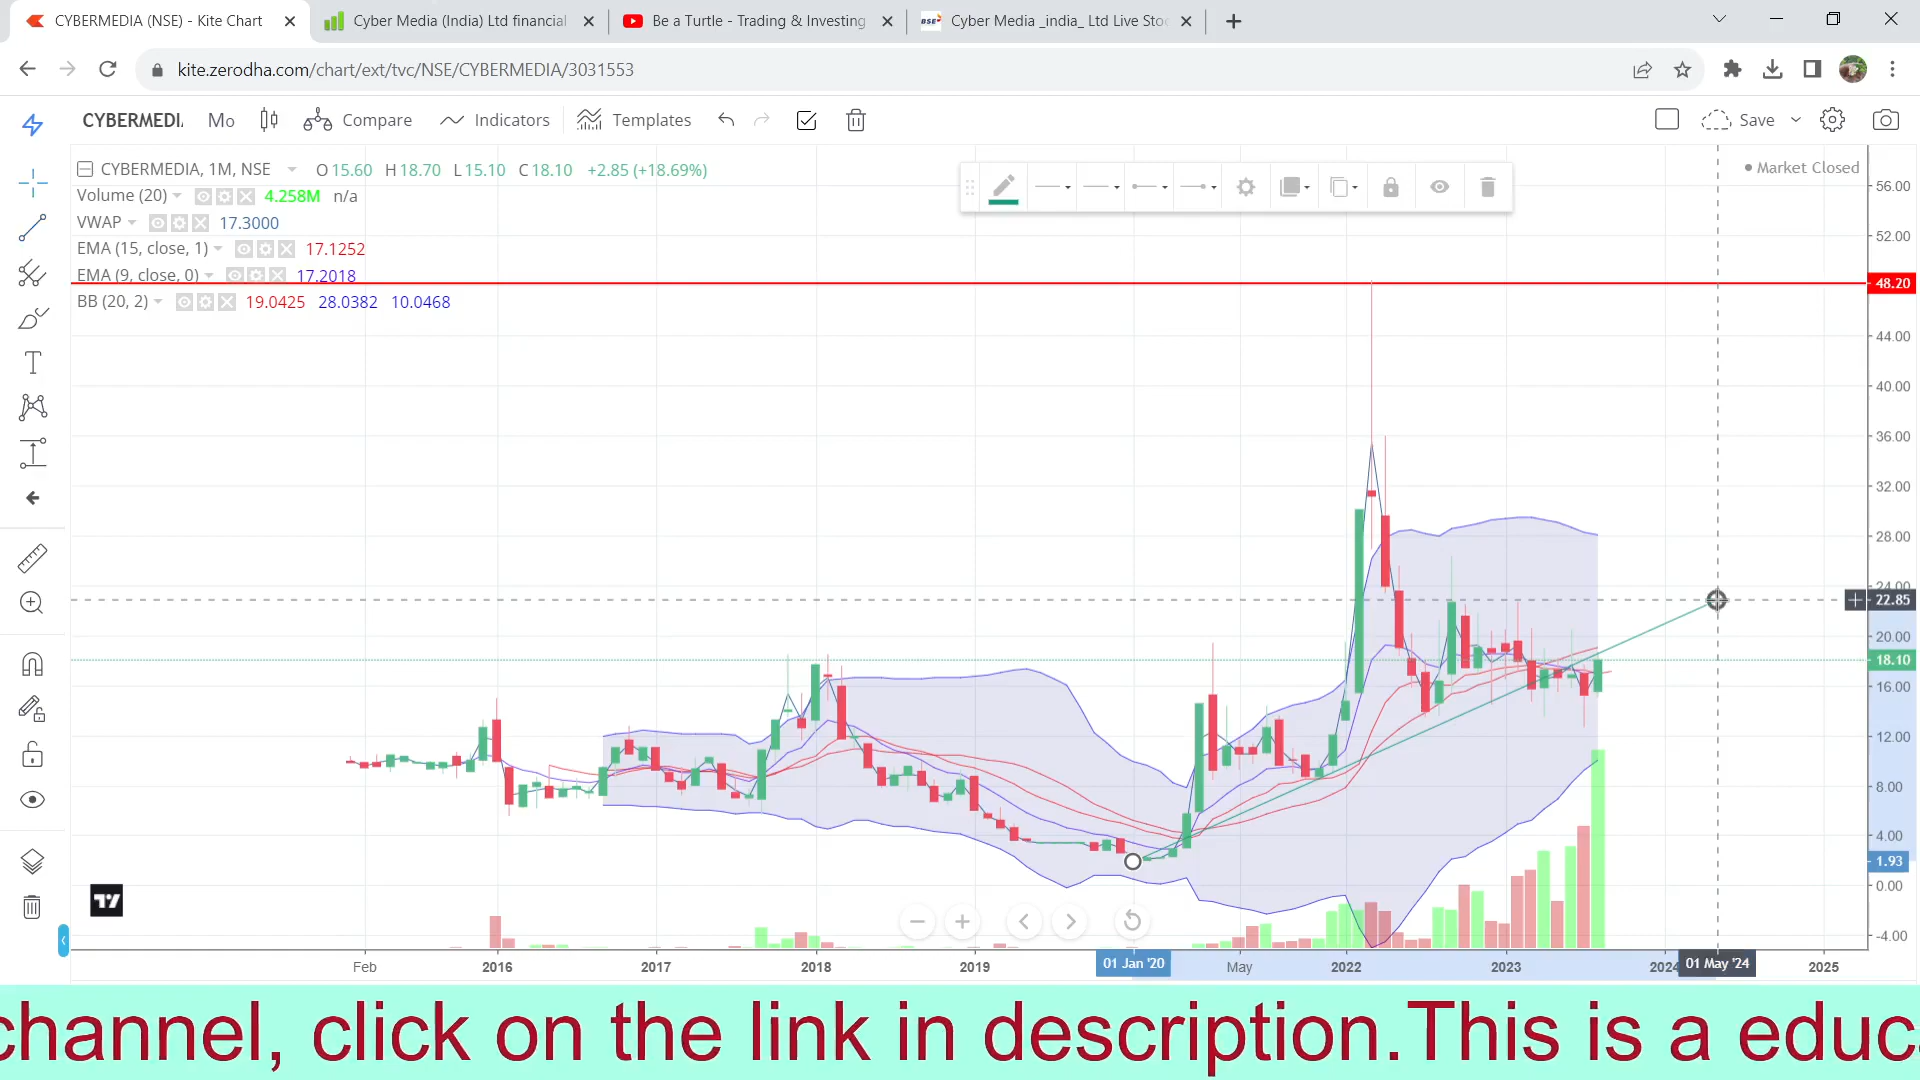 CYBERMEDIA (NSE) - Kite Chart
Cyber Media (India) Ltd financial
Be a Turtle - Trading & Investing
BSE
Cyber Media _india_ Ltd Live Sto
kite.zerodha.com/chart/ext/tvc/NSE/CYBERMEDIA/3031553
CYBERMEDI
Mo
Compare
Indicators
Templates
Save
CYBERMEDIA, 1M, NSE
O 15.60 H 18.70 L 15.10 C 18.10 +2.85 (+18.69%)
Market Closed
Volume (20) 4.258M n/a
VWAP 17.3000
EMA (15, close, 1) 17.1252
EMA (9, close, 0) 17.2018
BB (20, 2) 19.0425 28.0382 10.0468
56.00
52.00
48.20
44.00
40.00
36.00
32.00
28.00
24.00
22.85
20.00
18.10
16.00
12.00
8.00
4.00
1.93
0.00
-4.00
Feb 2016 2017 2018 2019 01 Jan '20 May 2022 2023 2024 01 May '24 2025
channel, click on the link in description.This is a educ